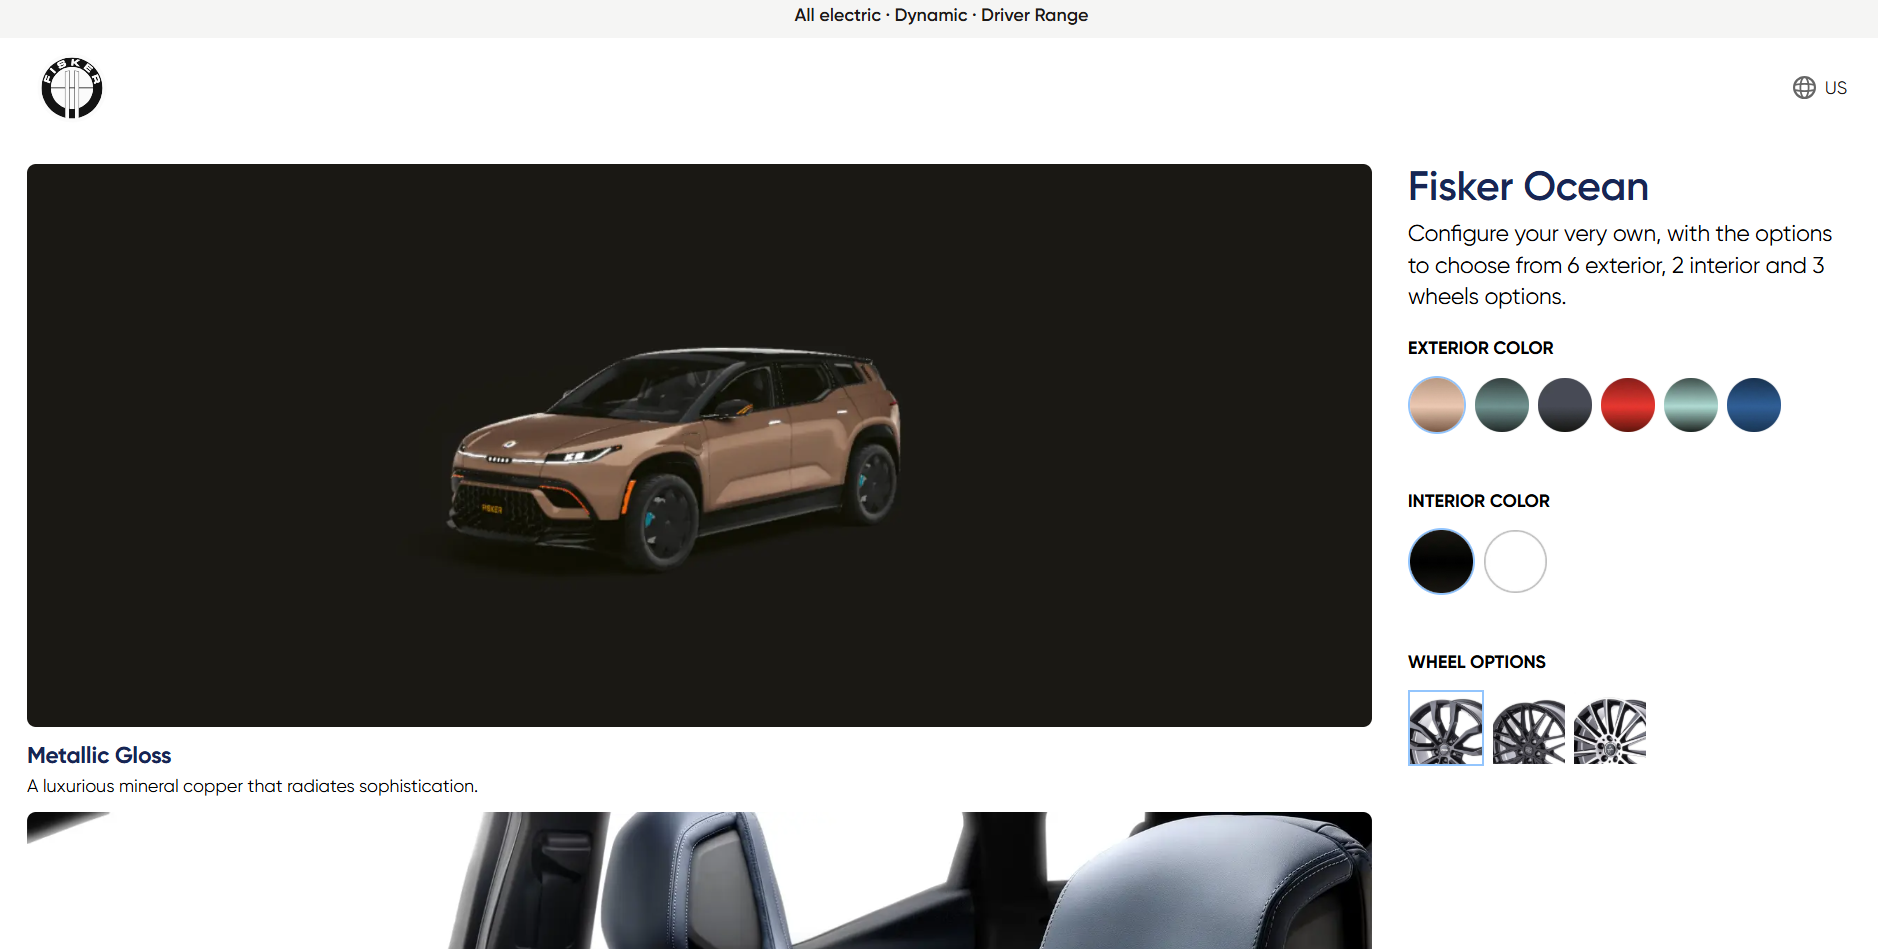 All electric · Dynamic · Driver Range
FISKER
US
Fisker Ocean
Configure your very own, with the options
to choose from 6 exterior, 2 interior and 3
wheels options.
EXTERIOR COLOR
FISKER
INTERIOR COLOR
WHEEL OPTIONS
Metallic Gloss
A luxurious mineral copper that radiates sophistication.